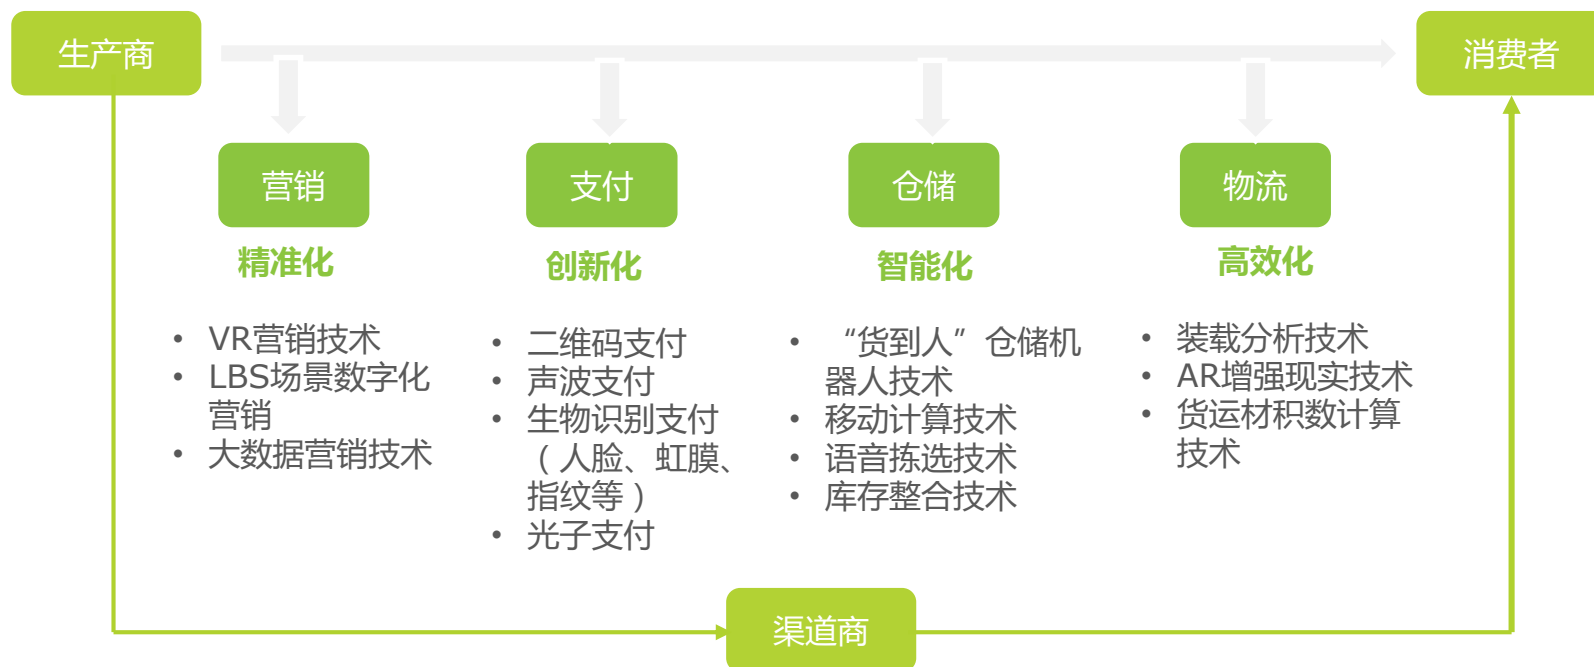 生产商
消费者
营销
支付
仓储
物流
精准化
创新化
智能化
高效化
• VR营销技术
• LBS场景数字化
营销
• 大数据营销技术
• 二维码支付
• 声波支付
• 生物识别支付
（人脸、虹膜、
指纹等）
• 光子支付
• “货到人”仓储机
器人技术
• 移动计算技术
• 语音拣选技术
• 库存整合技术
• 装载分析技术
• AR增强现实技术
• 货运材积数计算
技术
渠道商